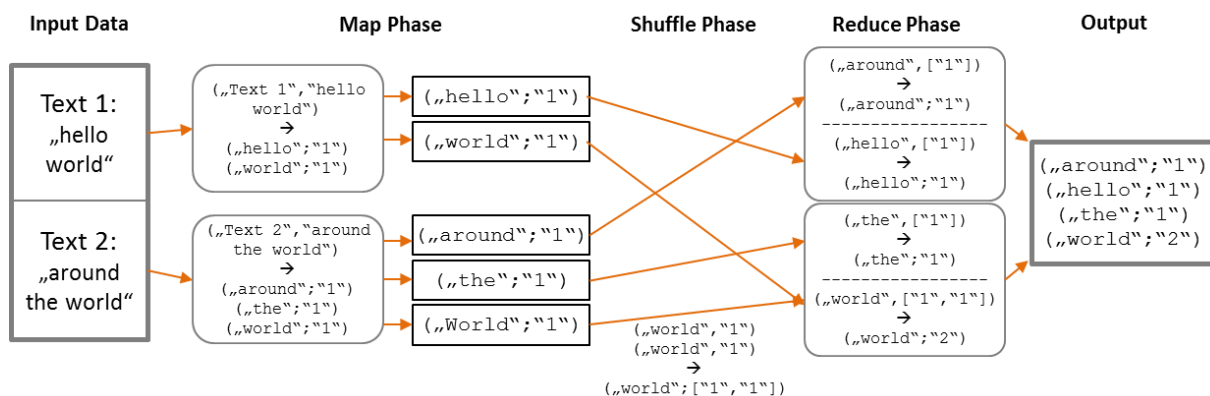 Input Data
Map Phase
Shuffle Phase
Reduce Phase
Output
Text 1:
„hello
world“
Text 2:
„around
the world“
(„Text 1“,“hello
world“)
→
(„hello“;“1“)
(„world“;“1“)
(„Text 2“,“around
the world“)
→
(„around“;“1“)
(„the“;“1“)
(„world“;“1“)
(„hello“;“1“)
(„world“;“1“)
(„around“;“1“)
(„the“;“1“)
(„World“;“1“)
(„world“,“1“)
(„world“,“1“)
→
(„world“;[“1“,“1“])
(„around“,[“1“])
→
(„around“;“1“)
-----------------
(„hello“,[“1“])
→
(„hello“;“1“)
(„the“,[“1“])
→
(„the“;“1“)
-----------------
(„world“,[“1“,“1“])
→
(„world“;“2“)
(„around“;“1“)
(„hello“;“1“)
(„the“;“1“)
(„world“;“2“)